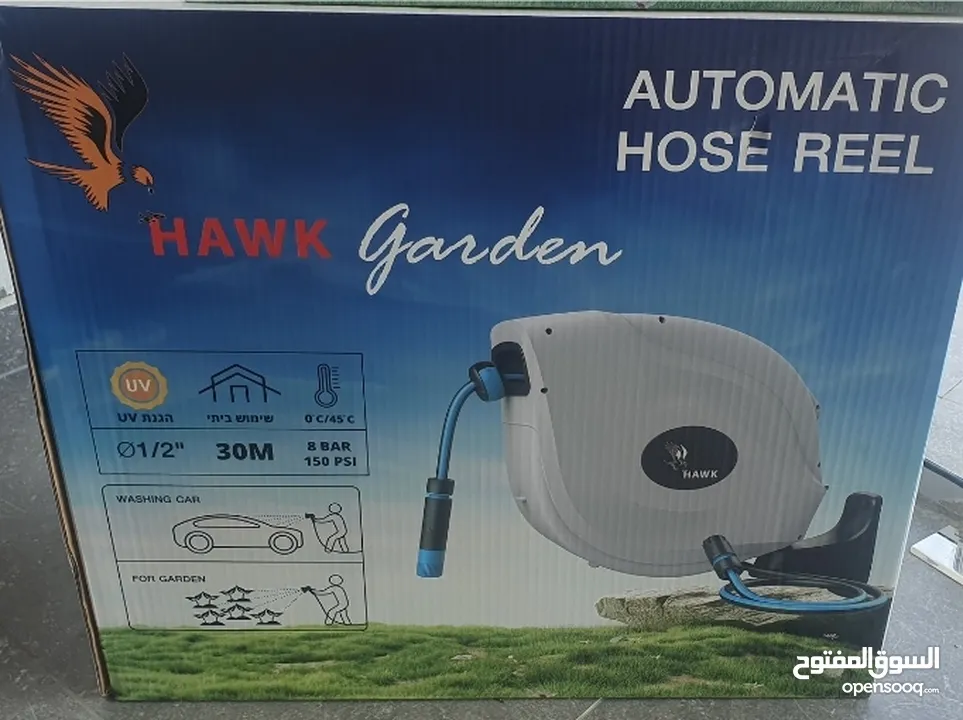 AUTOMATIC
HOSE REEL
HAWK garden
UV
הגנת UV
שימוש ביתי
0°C/45°C
Ø1/2"
30M
8 BAR
150 PSI
WASHING CAR
FOR GARDEN
HAWK
السوق المفتوح
opensooq.com